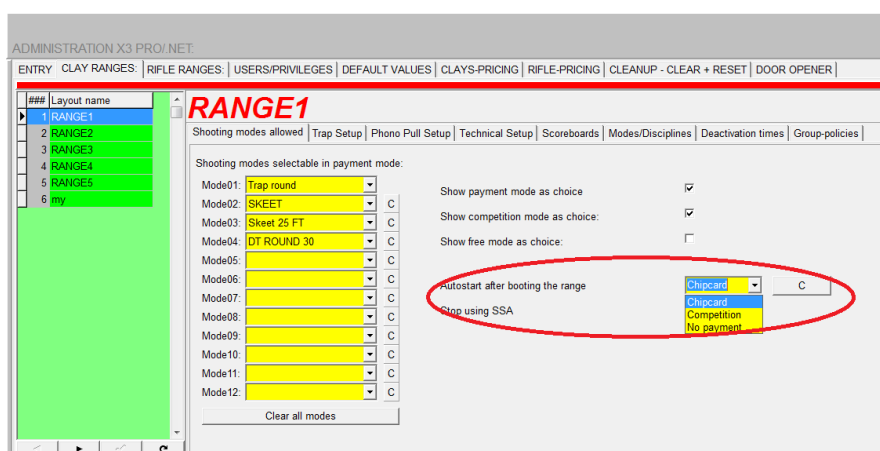 ADMINISTRATION X3 PRO/.NET:
ENTRY CLAY RANGES: RIFLE RANGES: USERS/PRIVILEGES DEFAULT VALUES CLAYS-PRICING RIFLE-PRICING CLEANUP - CLEAR + RESET DOOR OPENER
### Layout name
1 RANGE1
2 RANGE2
3 RANGE3
4 RANGE4
5 RANGE5
6 my
RANGE1
Shooting modes allowed Trap Setup Phono Pull Setup Technical Setup Scoreboards Modes/Disciplines Deactivation times Group-policies
Shooting modes selectable in payment mode:
Mode01: Trap round
Mode02: SKEET C
Mode03: Skeet 25 FT C
Mode04: DT ROUND 30 C
Mode05: C
Mode06: C
Mode07: C
Mode08: C
Mode09: C
Mode10: C
Mode11: C
Mode12: C
Clear all modes
Show payment mode as choice
Show competition mode as choice:
Show free mode as choice:
Autostart after booting the range Chipcard C
Chipcard
Competition
No payment
Stop using SSA